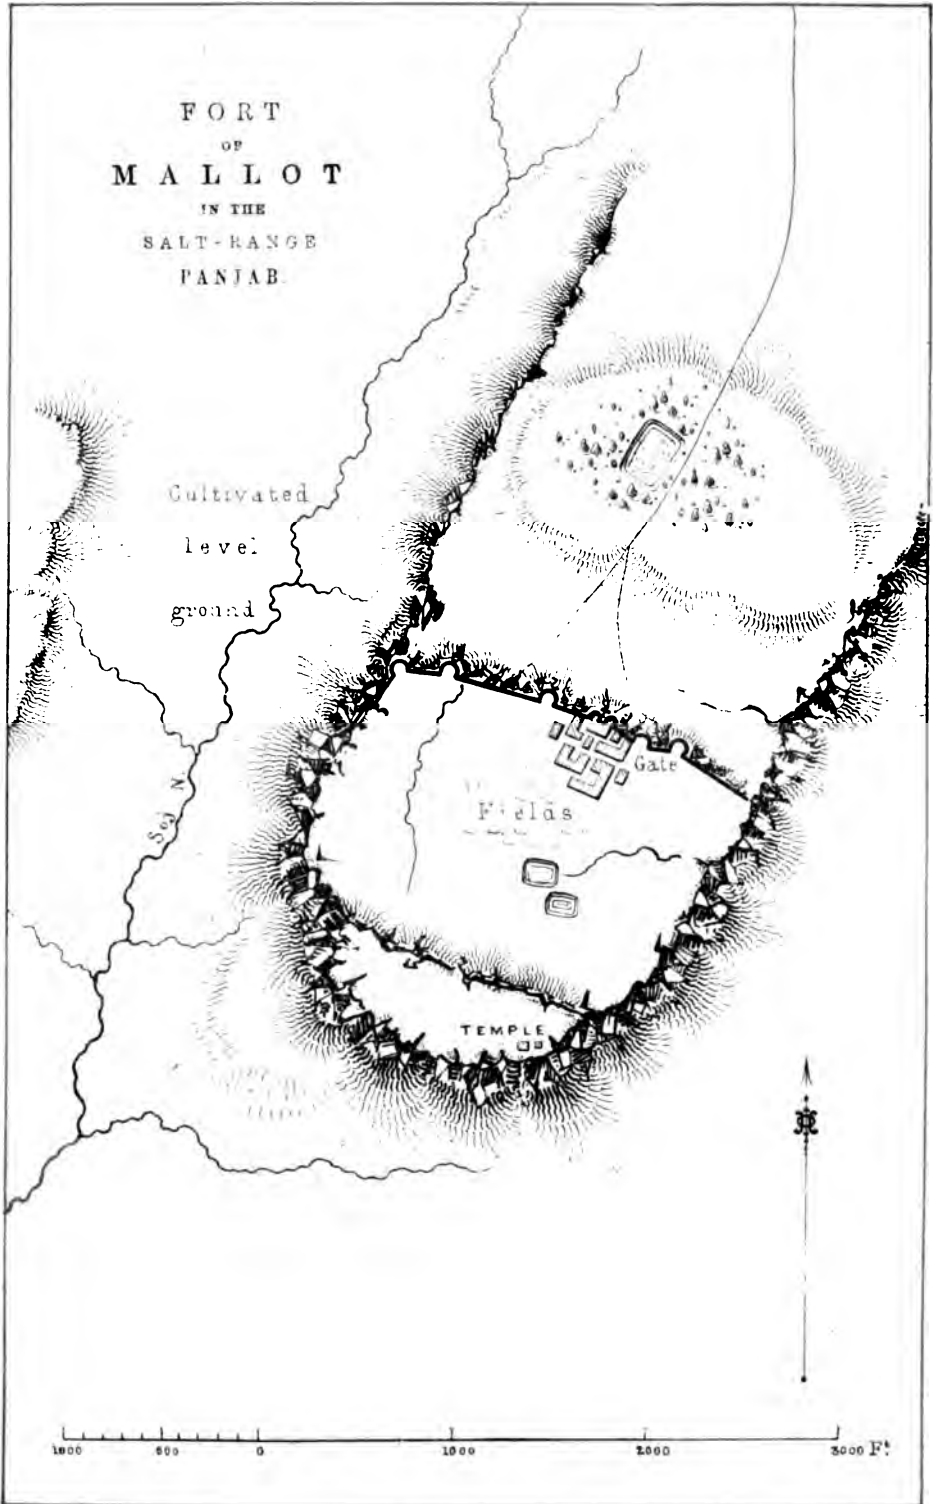 FORT
OF
MALLOT
IN THE
SALT-RANGE
PANJAB.
Cultivated
level
ground
Gate
Fields
TEMPLE
1000 500 0 1000 2000 3000 Ft